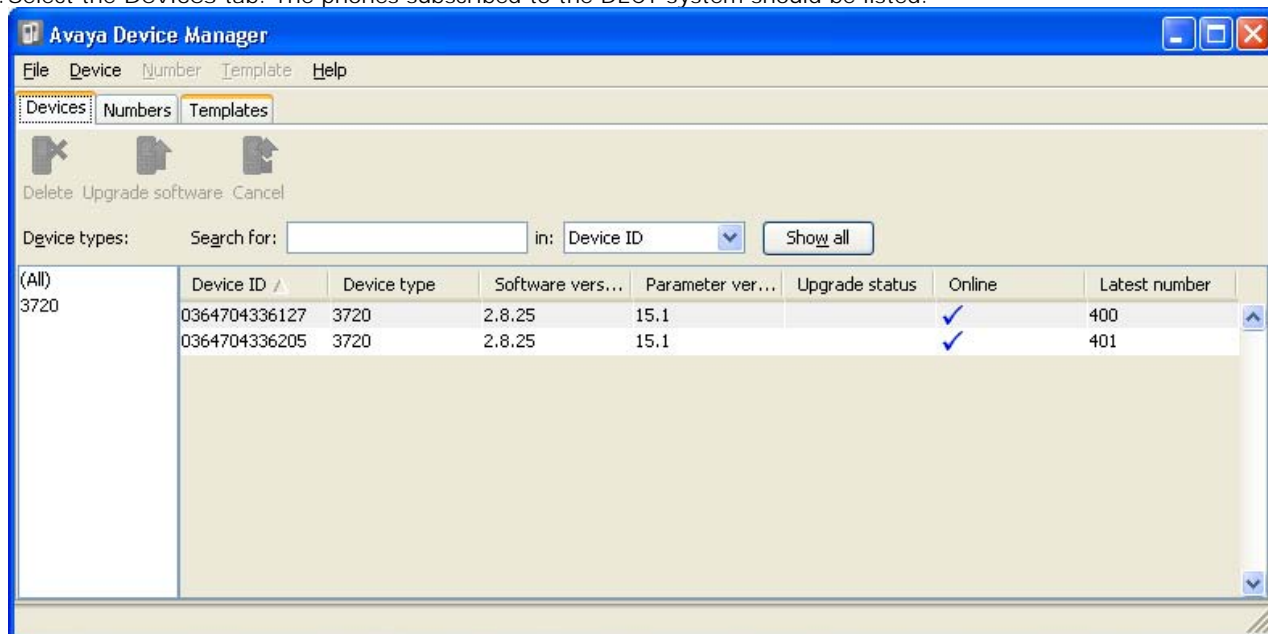 Select the Devices tab. The phones subscribed to the DECT system should be listed.
Avaya Device Manager
File Device Number Template Help
Devices Numbers Templates
Delete Upgrade software Cancel
Device types: Search for: in: Device ID Show all
(All)
3720
Device ID Device type Software vers... Parameter ver... Upgrade status Online Latest number
0364704336127 3720 2.8.25 15.1 400
0364704336205 3720 2.8.25 15.1 401